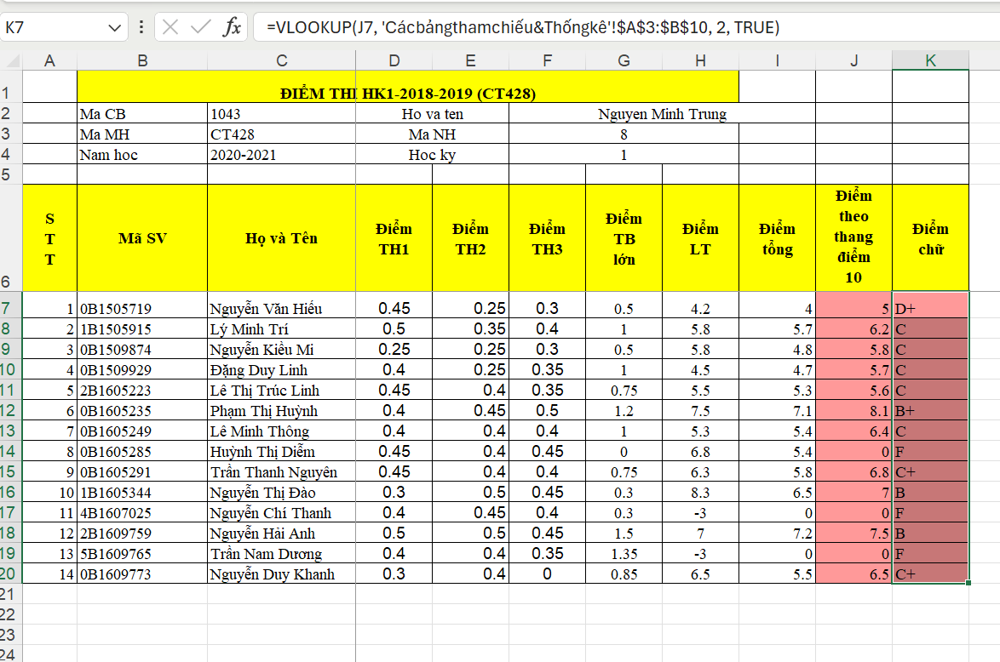 K7 fx =VLOOKUP(J7, 'Cácbảngthamchiếu&Thốngkê'!$A$3:$B$10, 2, TRUE)
A B C D E F G H I J K
1 ĐIỂM THI HK1-2018-2019 (CT428)
2 Ma CB 1043 Ho va ten Nguyen Minh Trung
3 Ma MH CT428 Ma NH 8
4 Nam hoc 2020-2021 Hoc ky 1
5
6 S T T Mã SV Họ và Tên Điểm TH1 Điểm TH2 Điểm TH3 Điểm TB lớn Điểm LT Điểm tổng Điểm theo thang điểm 10 Điểm chữ
7 1 0B1505719 Nguyễn Văn Hiếu 0.45 0.25 0.3 0.5 4.2 4 5 D+
8 2 1B1505915 Lý Minh Trí 0.5 0.35 0.4 1 5.8 5.7 6.2 C
9 3 0B1509874 Nguyễn Kiều Mi 0.25 0.25 0.3 0.5 5.8 4.8 5.8 C
10 4 0B1509929 Đặng Duy Linh 0.4 0.25 0.35 1 4.5 4.7 5.7 C
11 5 2B1605223 Lê Thị Trúc Linh 0.45 0.4 0.35 0.75 5.5 5.3 5.6 C
12 6 0B1605235 Phạm Thị Huỳnh 0.4 0.45 0.5 1.2 7.5 7.1 8.1 B+
13 7 0B1605249 Lê Minh Thông 0.4 0.4 0.4 1 5.3 5.4 6.4 C
14 8 0B1605285 Huỳnh Thị Diễm 0.45 0.4 0.45 0 6.8 5.4 0 F
15 9 0B1605291 Trần Thanh Nguyên 0.45 0.4 0.4 0.75 6.3 5.8 6.8 C+
16 10 1B1605344 Nguyễn Thị Đào 0.3 0.5 0.45 0.3 8.3 6.5 7 B
17 11 4B1607025 Nguyễn Chí Thanh 0.4 0.45 0.4 0.3 -3 0 0 F
18 12 2B1609759 Nguyễn Hải Anh 0.5 0.5 0.45 1.5 7 7.2 7.5 B
19 13 5B1609765 Trần Nam Dương 0.4 0.4 0.35 1.35 -3 0 0 F
20 14 0B1609773 Nguyễn Duy Khanh 0.3 0.4 0 0.85 6.5 5.5 6.5 C+
21
22
23
24